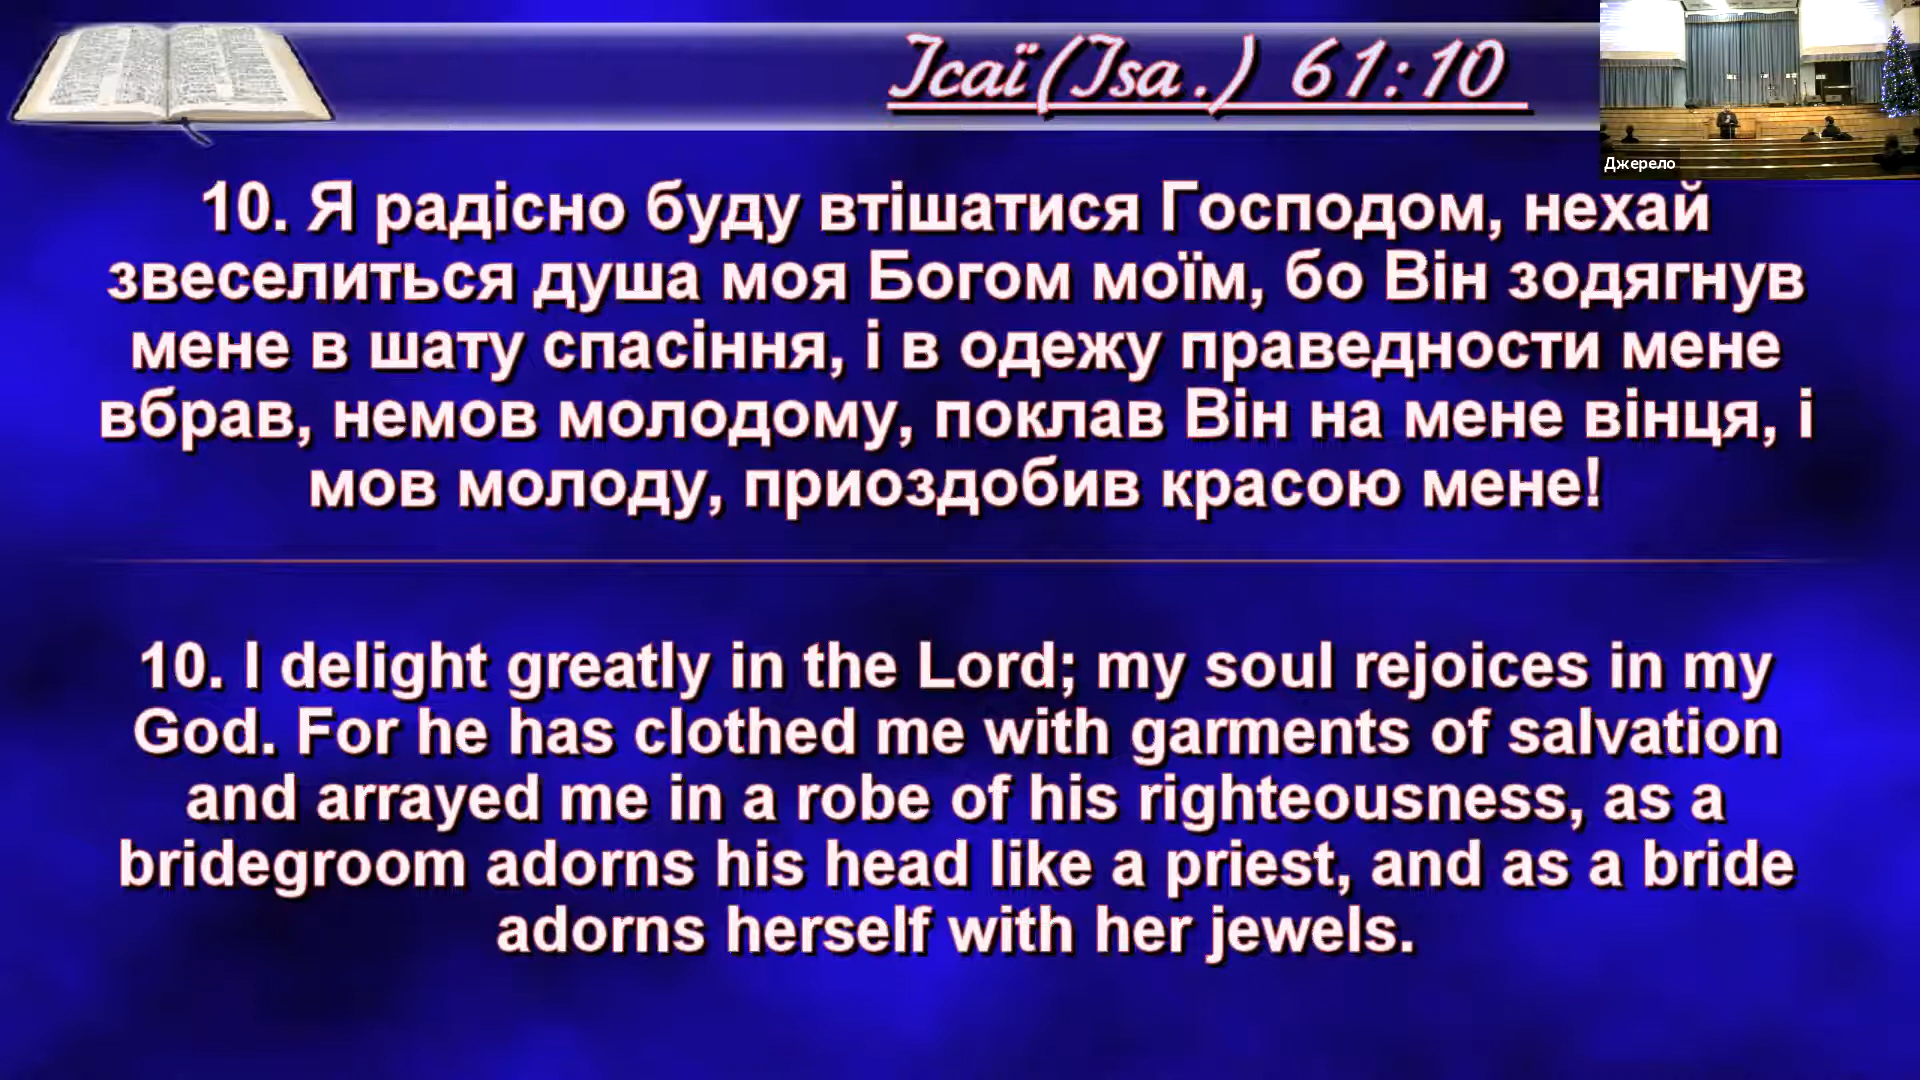 Ісаї(Isa.) 61:10
Джерело
10. Я радісно буду втішатися Господом, нехай
звеселиться душа моя Богом моїм, бо Він зодягнув
мене в шату спасіння, і в одежу праведности мене
вбрав, немов молодому, поклав Він на мене вінця, і
мов молоду, приоздобив красою мене!
10. I delight greatly in the Lord; my soul rejoices in my
God. For he has clothed me with garments of salvation
and arrayed me in a robe of his righteousness, as a
bridegroom adorns his head like a priest, and as a bride
adorns herself with her jewels.